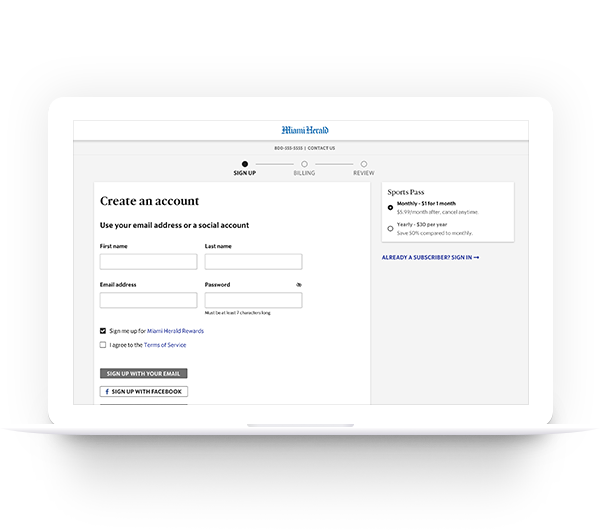 Miami Herald
800-555-5555 | CONTACT US
SIGN UP BILLING REVIEW
Create an account
Use your email address or a social account
First name Last name
Email address Password
Must be at least 7 characters long.
Sign me up for Miami Herald Rewards
I agree to the Terms of Service
SIGN UP WITH YOUR EMAIL
f SIGN UP WITH FACEBOOK
Sports Pass
Monthly - $1 for 1 month
$5.99/month after, cancel anytime.
Yearly - $30 per year
Save 50% compared to monthly.
ALREADY A SUBSCRIBER? SIGN IN →